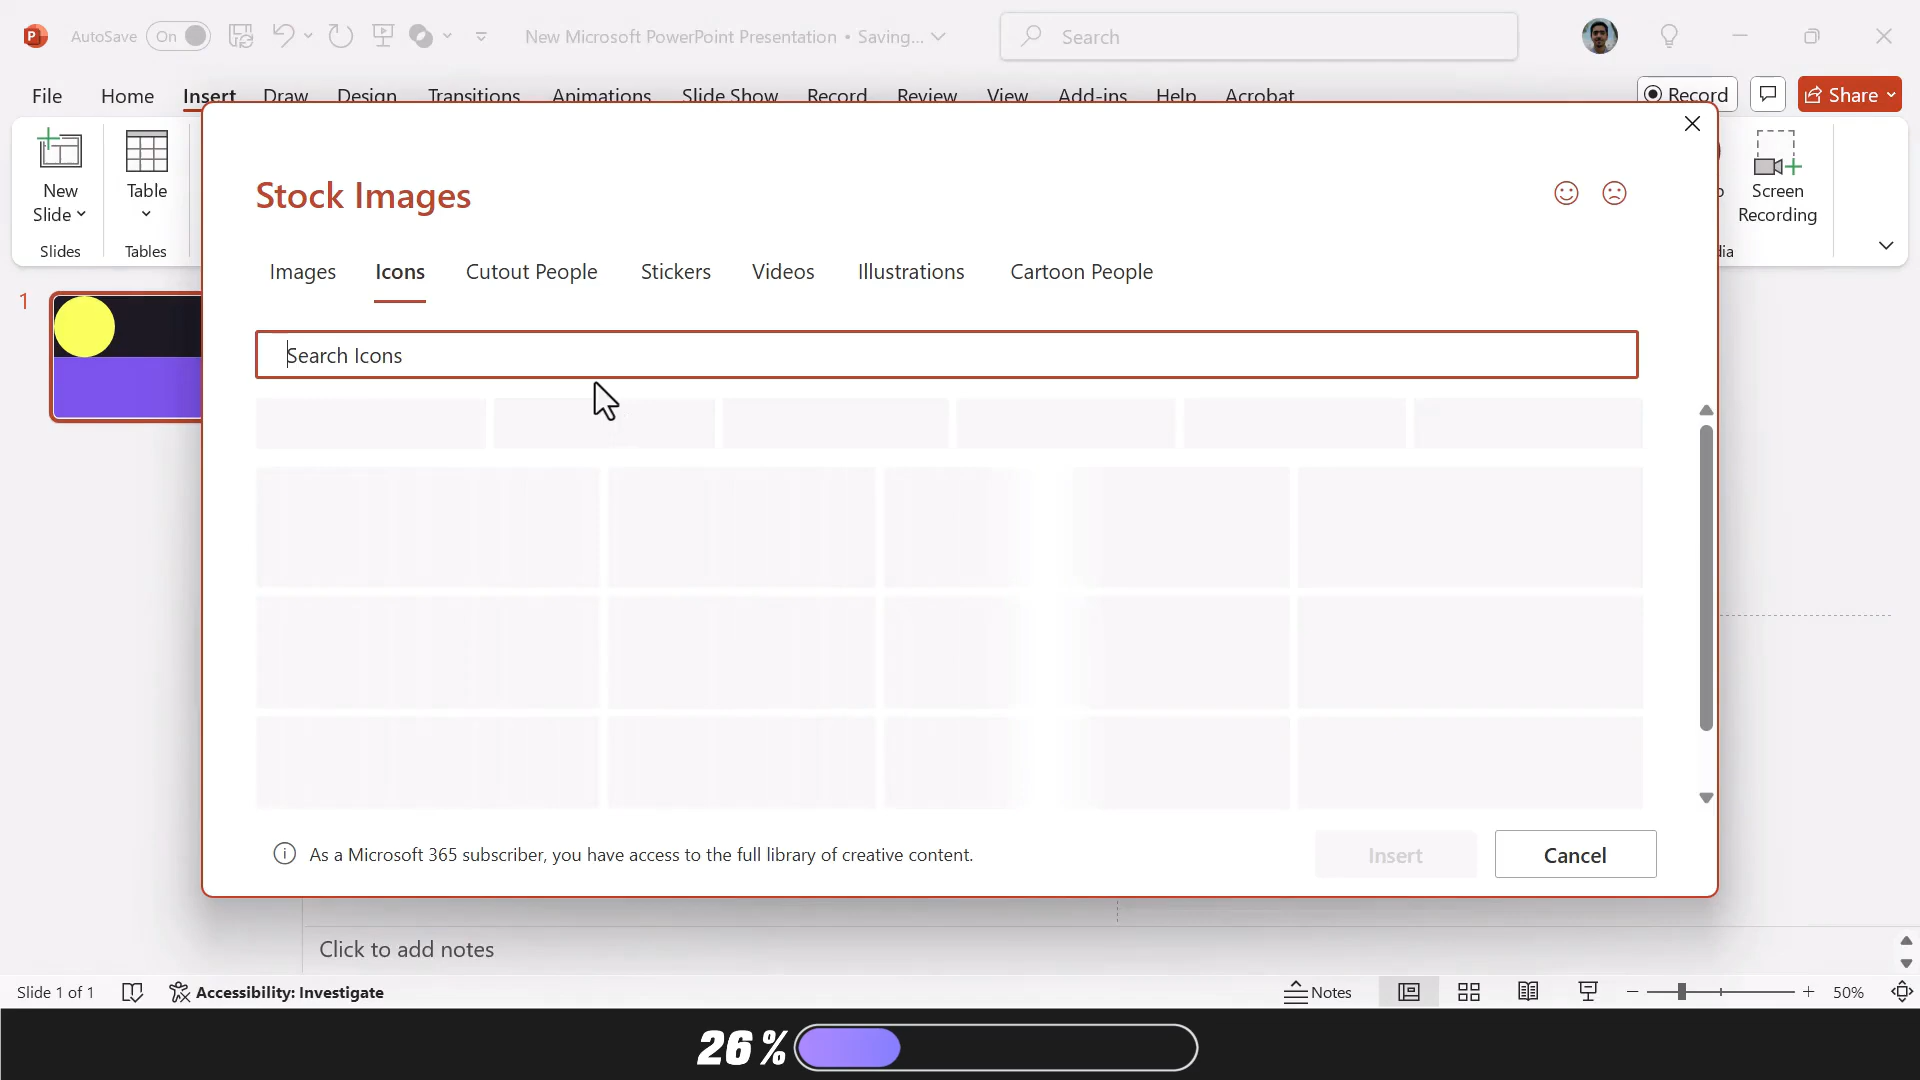 AutoSave On New Microsoft PowerPoint Presentation • Saving... Search
File Home Insert Draw Design Transitions Animations Slide Show Record Review View Add-ins Help Acrobat Record Share
New Slide
Slides
Table
Tables
Screen Recording
Stock Images
Images Icons Cutout People Stickers Videos Illustrations Cartoon People
Search Icons
1
As a Microsoft 365 subscriber, you have access to the full library of creative content.
Insert Cancel
Click to add notes
Slide 1 of 1 Accessibility: Investigate Notes 50%
26%